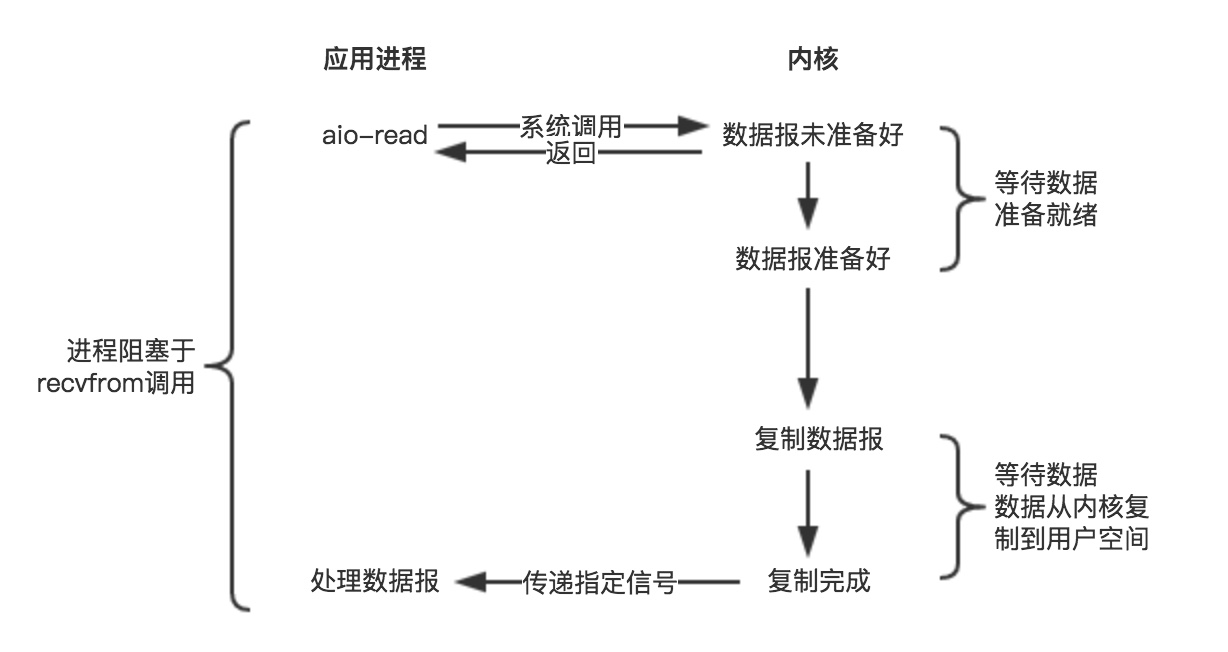 应用进程
内核
aio-read
系统调用
返回
数据报未准备好
等待数据
准备就绪
数据报准备好
进程阻塞于
recvfrom调用
复制数据报
等待数据
数据从内核复
制到用户空间
处理数据报
传递指定信号
复制完成